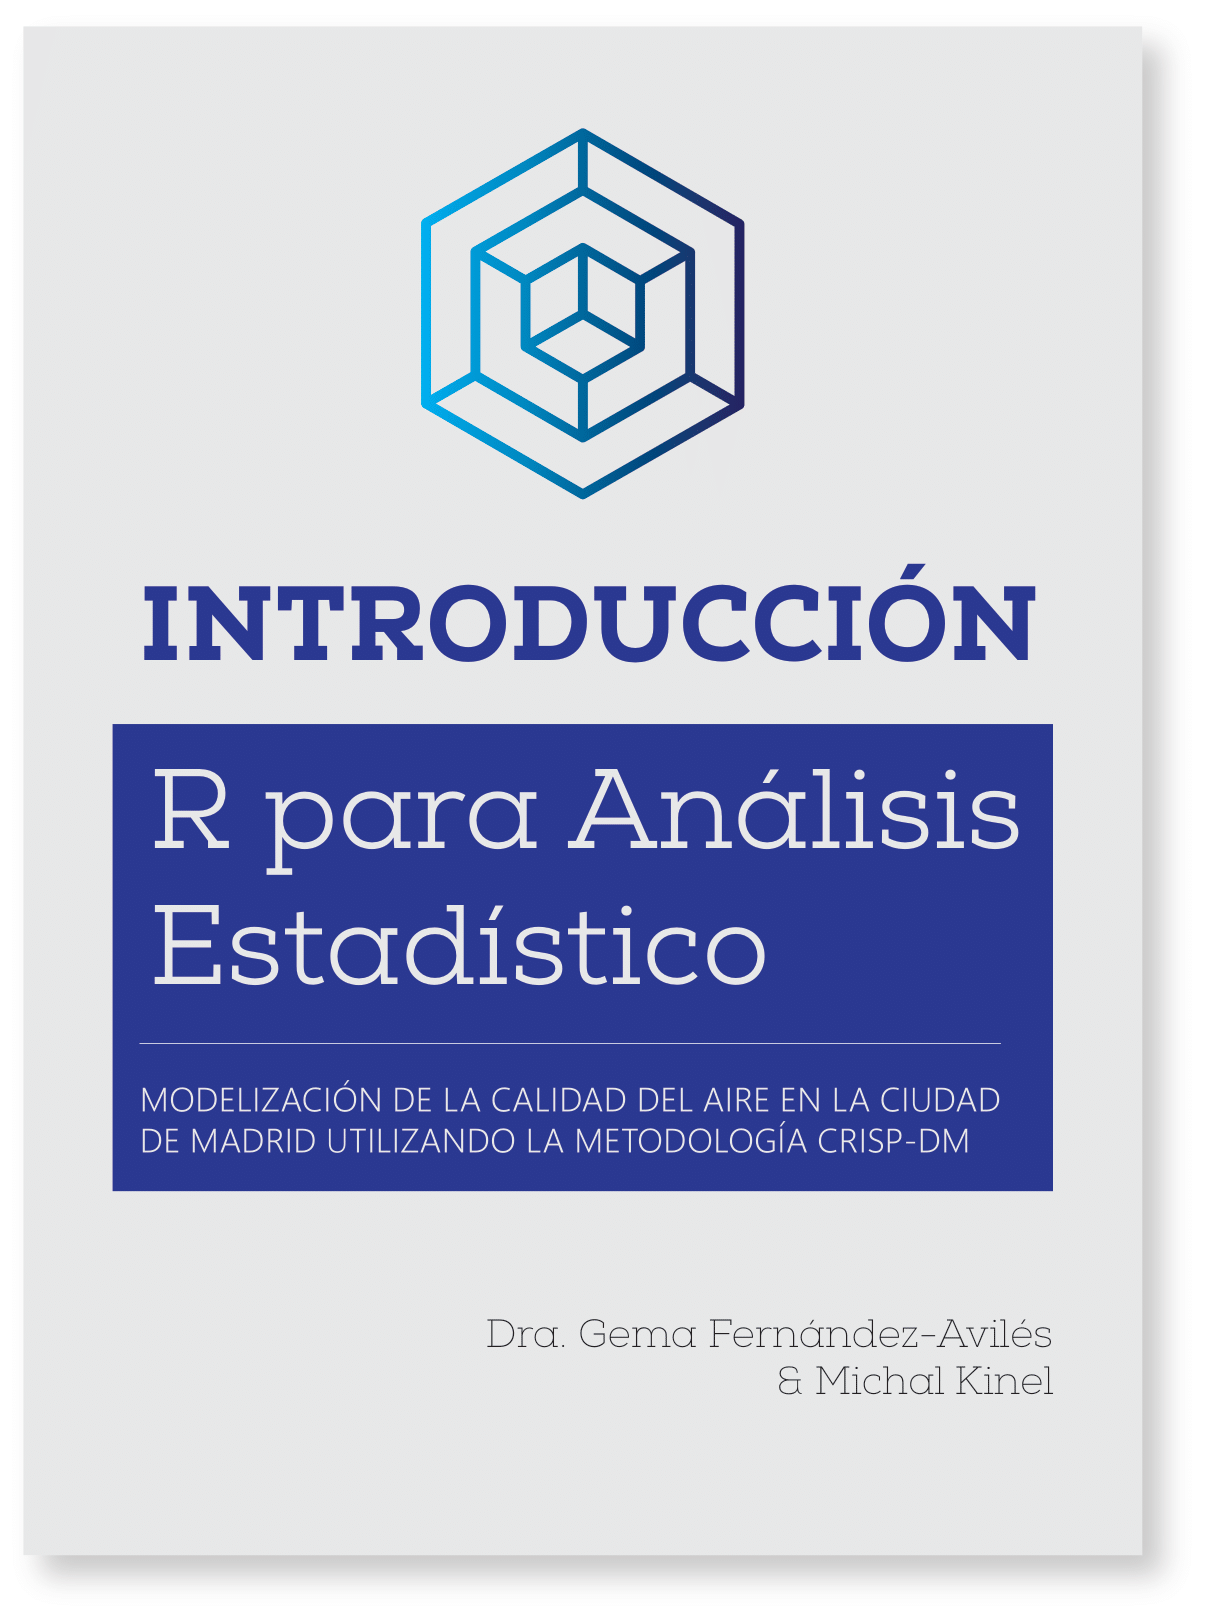 INTRODUCCIÓN
R para Análisis
Estadístico
MODELIZACIÓN DE LA CALIDAD DEL AIRE EN LA CIUDAD
DE MADRID UTILIZANDO LA METODOLOGÍA CRISP-DM
Dra. Gema Fernández-Avilés
& Michal Kinel